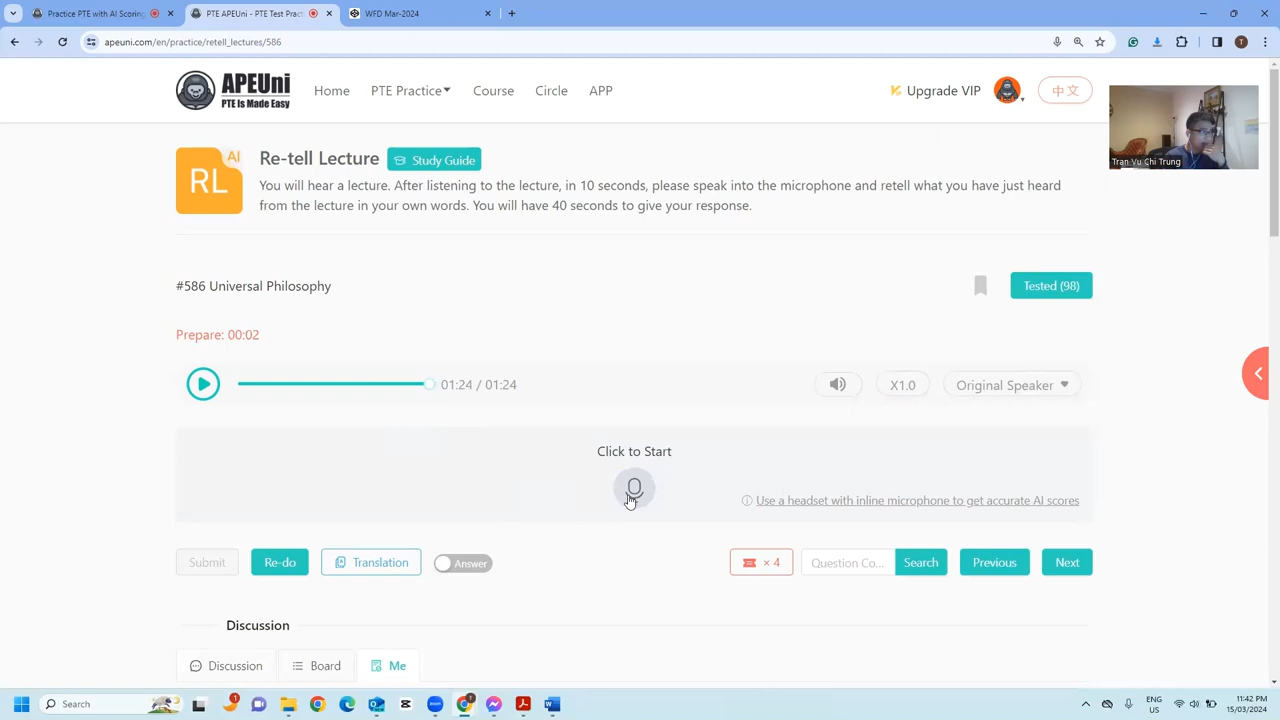 Practice PTE with AI Scoring
PTE APEUni - PTE Test Pract
WFD Mar-2024
apeuni.com/en/practice/retell_lectures/586
T
APEUni
PTE Is Made Easy
Home
PTE Practice
Course
Circle
APP
Upgrade VIP
中文
Tran Vu Chi Trung
RL
AI
Re-tell Lecture
Study Guide
You will hear a lecture. After listening to the lecture, in 10 seconds, please speak into the microphone and retell what you have just heard
from the lecture in your own words. You will have 40 seconds to give your response.
#586 Universal Philosophy
Tested (98)
Prepare: 00:02
01:24 / 01:24
X1.0
Original Speaker
Click to Start
Use a headset with inline microphone to get accurate AI scores
Submit
Re-do
Translation
Answer
× 4
Question Co...
Search
Previous
Next
Discussion
Discussion
Board
Me
Search
ENG
US
11:42 PM
15/03/2024